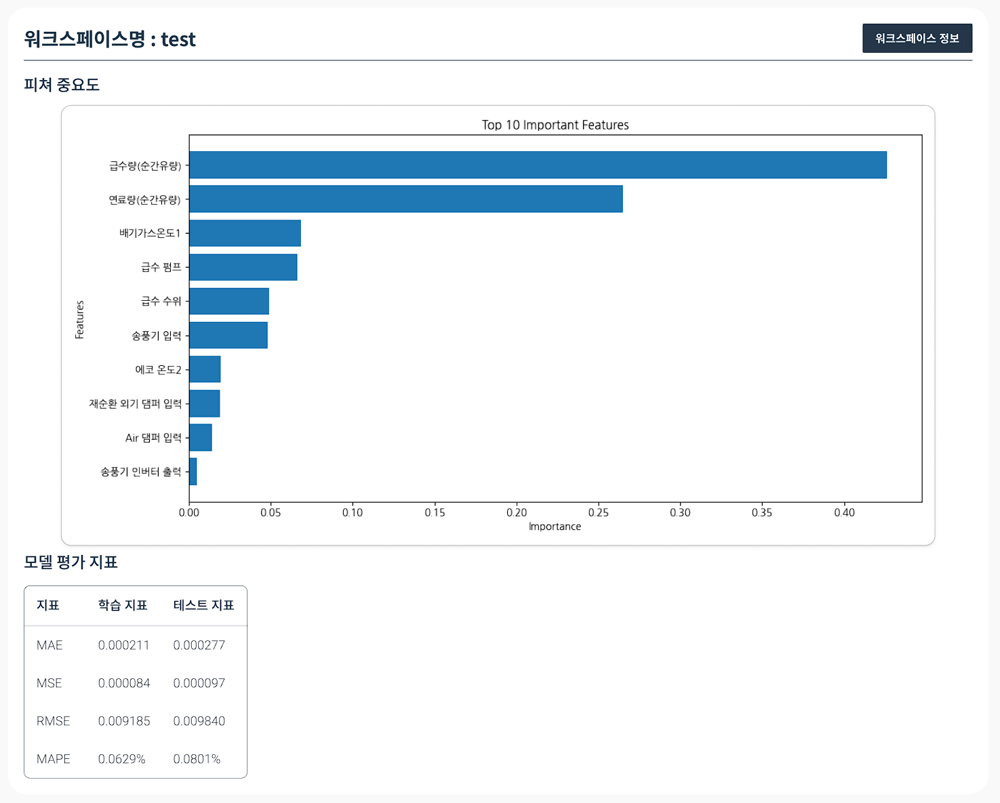 워크스페이스명 : test
워크스페이스 정보
피쳐 중요도
Top 10 Important Features
급수량(순간유량)
연료량(순간유량)
배기가스온도1
급수 펌프
급수 수위
송풍기 입력
에코 온도2
재순환 외기 댐퍼 입력
Air 댐퍼 입력
송풍기 인버터 출력
Features
0.00 0.05 0.10 0.15 0.20 0.25 0.30 0.35 0.40
Importance
모델 평가 지표
지표 학습 지표 테스트 지표
MAE 0.000211 0.000277
MSE 0.000084 0.000097
RMSE 0.009185 0.009840
MAPE 0.0629% 0.0801%